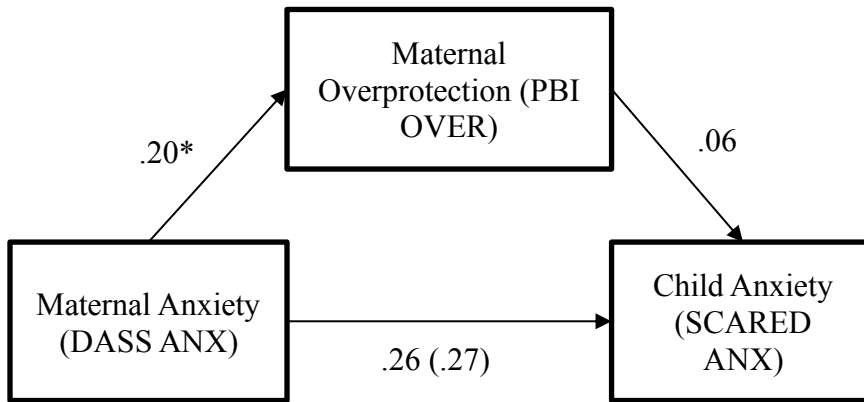 Maternal
Overprotection (PBI
OVER)
.20*
.06
Maternal Anxiety
(DASS ANX)
Child Anxiety
(SCARED
ANX)
.26 (.27)